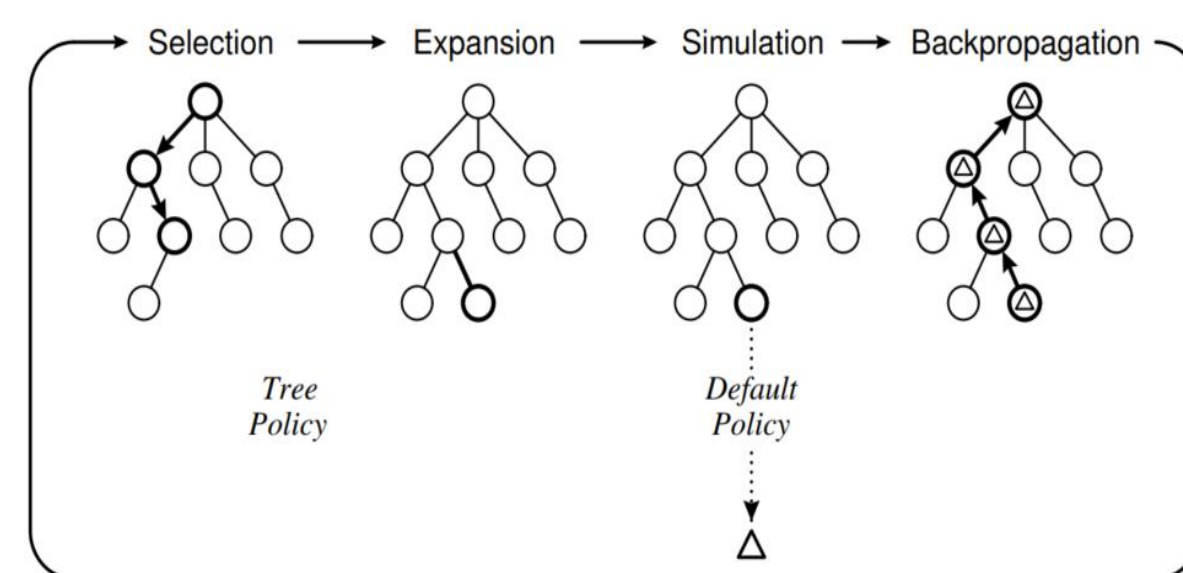 Selection Expansion Simulation Backpropagation
Tree
Policy
Default
Policy